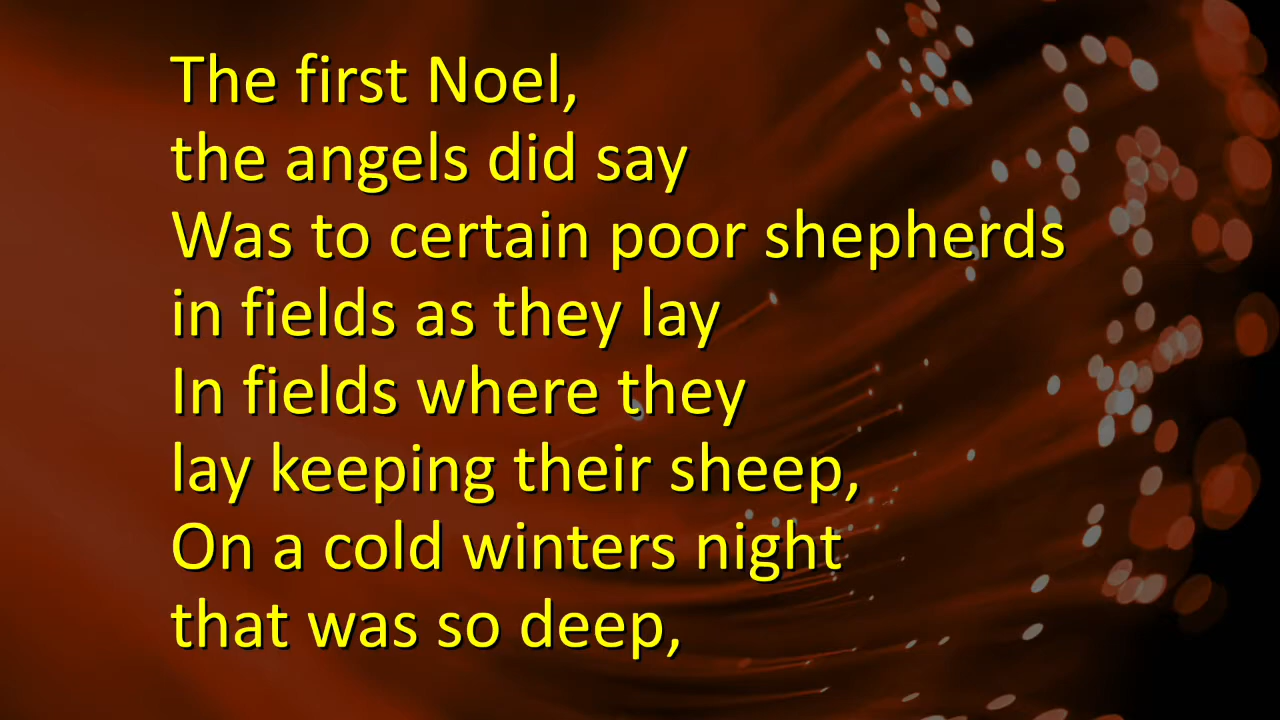 The first Noel,
the angels did say
Was to certain poor shepherds
in fields as they lay
In fields where they
lay keeping their sheep,
On a cold winters night
that was so deep,